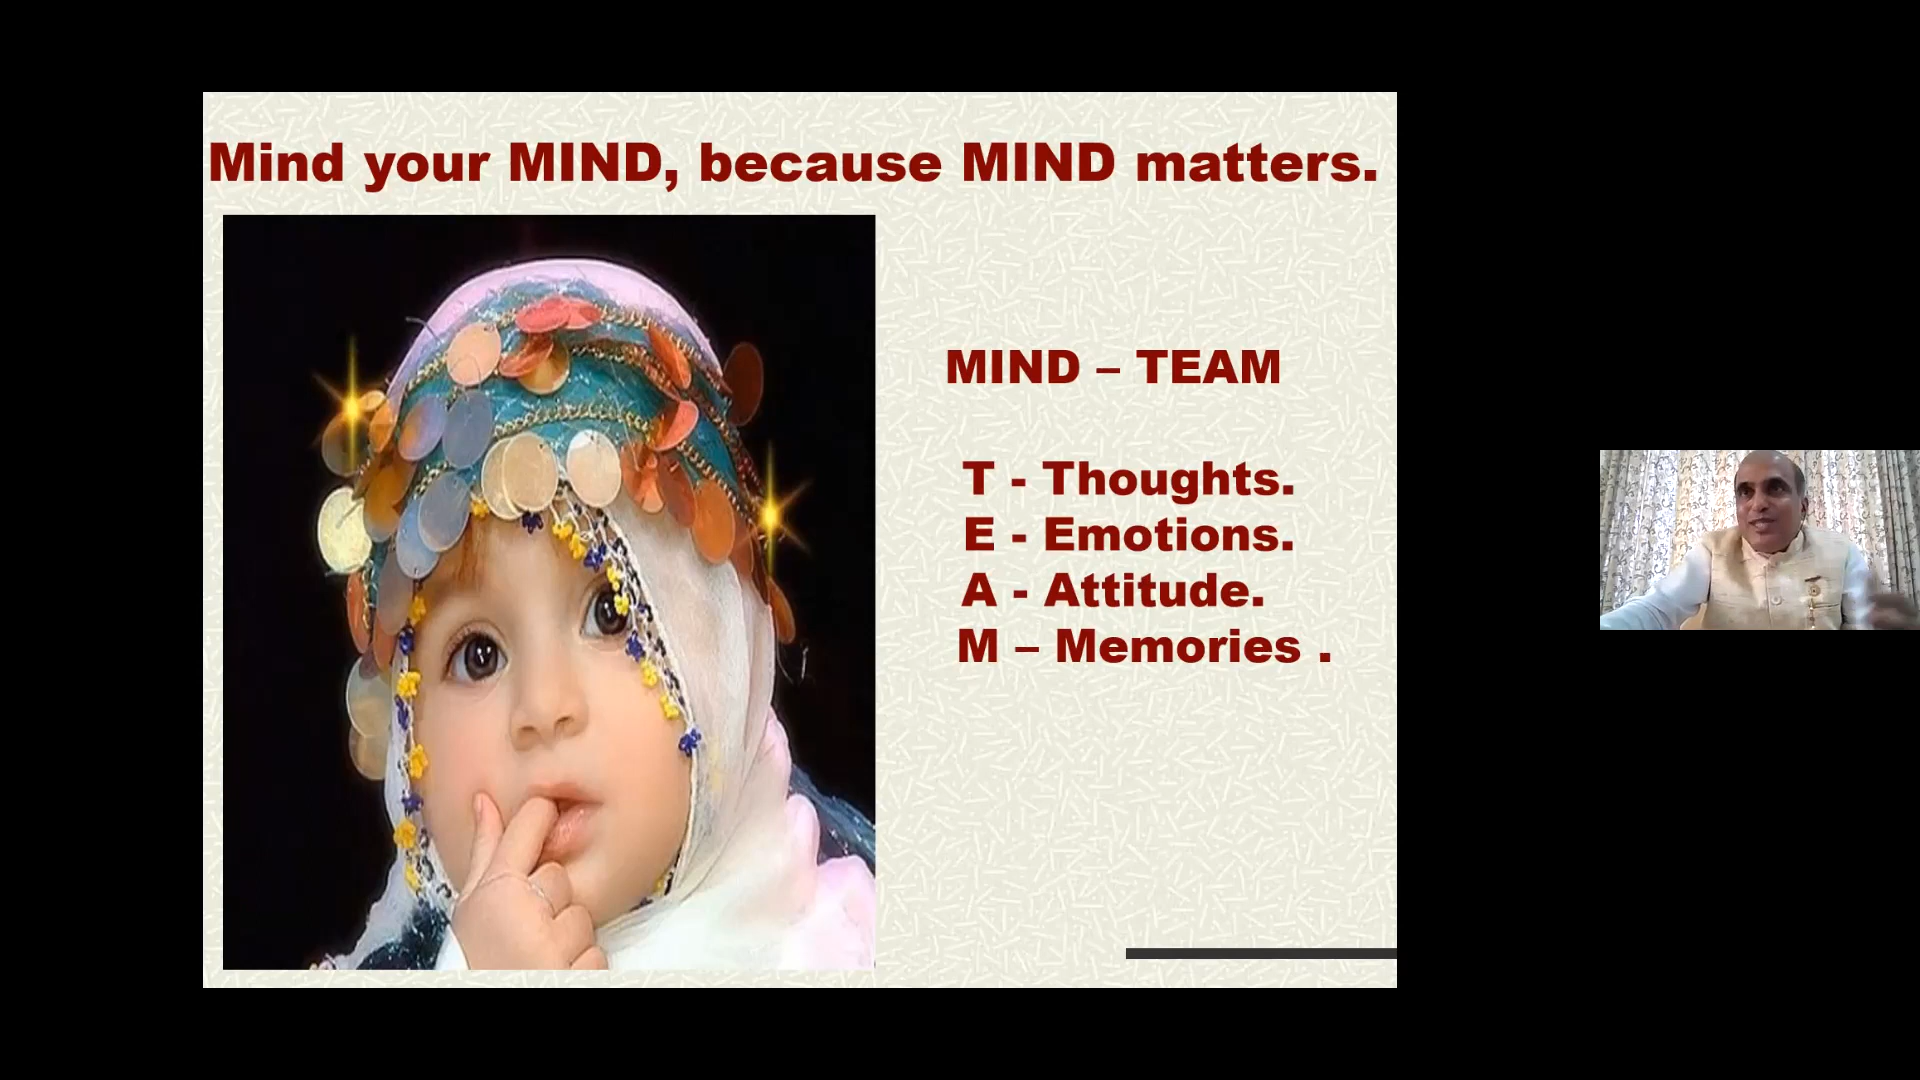 Mind your MIND, because MIND matters.
MIND – TEAM
T - Thoughts.
E - Emotions.
A - Attitude.
M – Memories .